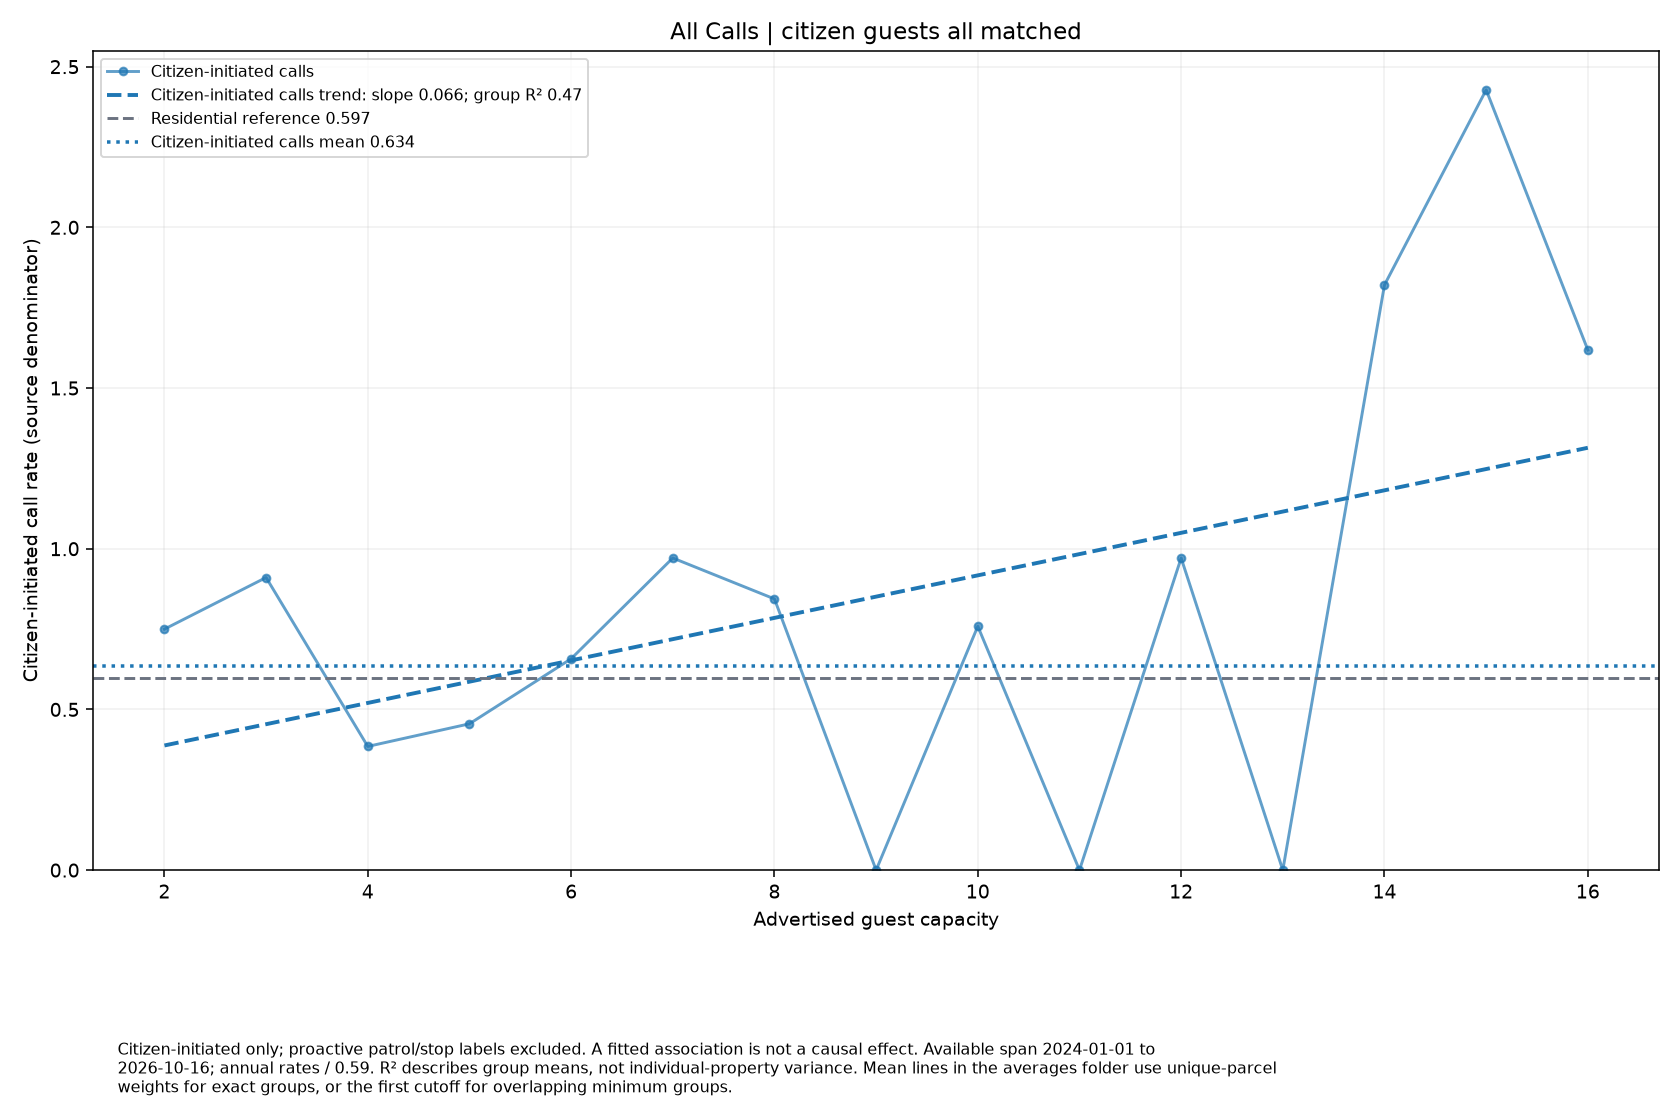 All Calls | citizen guests all matched
Citizen-initiated calls
Citizen-initiated calls trend: slope 0.066; group R² 0.47
Residential reference 0.597
Citizen-initiated calls mean 0.634
Citizen-initiated call rate (source denominator)
2.5
2.0
1.5
1.0
0.5
0.0
2 4 6 8 10 12 14 16
Advertised guest capacity
Citizen-initiated only; proactive patrol/stop labels excluded. A fitted association is not a causal effect. Available span 2024-01-01 to
2026-10-16; annual rates / 0.59. R² describes group means, not individual-property variance. Mean lines in the averages folder use unique-parcel
weights for exact groups, or the first cutoff for overlapping minimum groups.